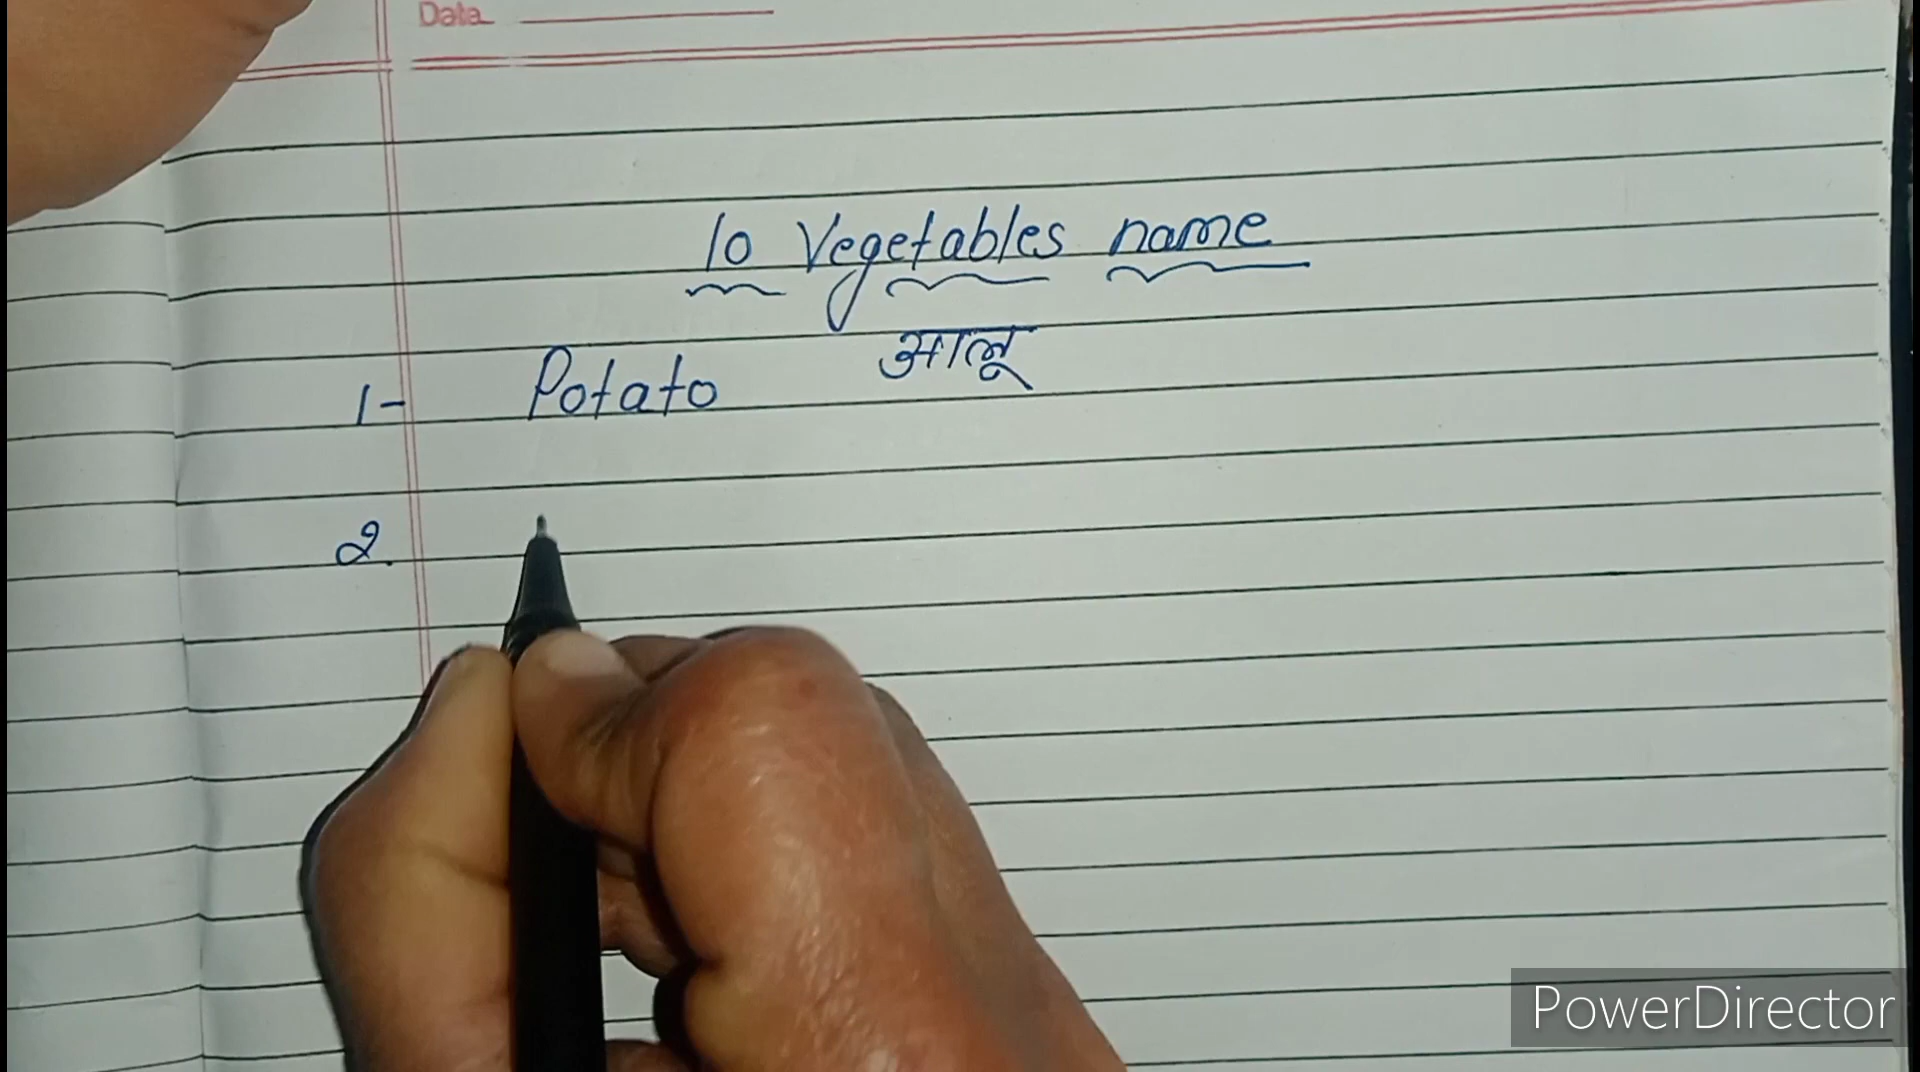 Date
10 Vegetables name
1- Potato आलू
2.
PowerDirector